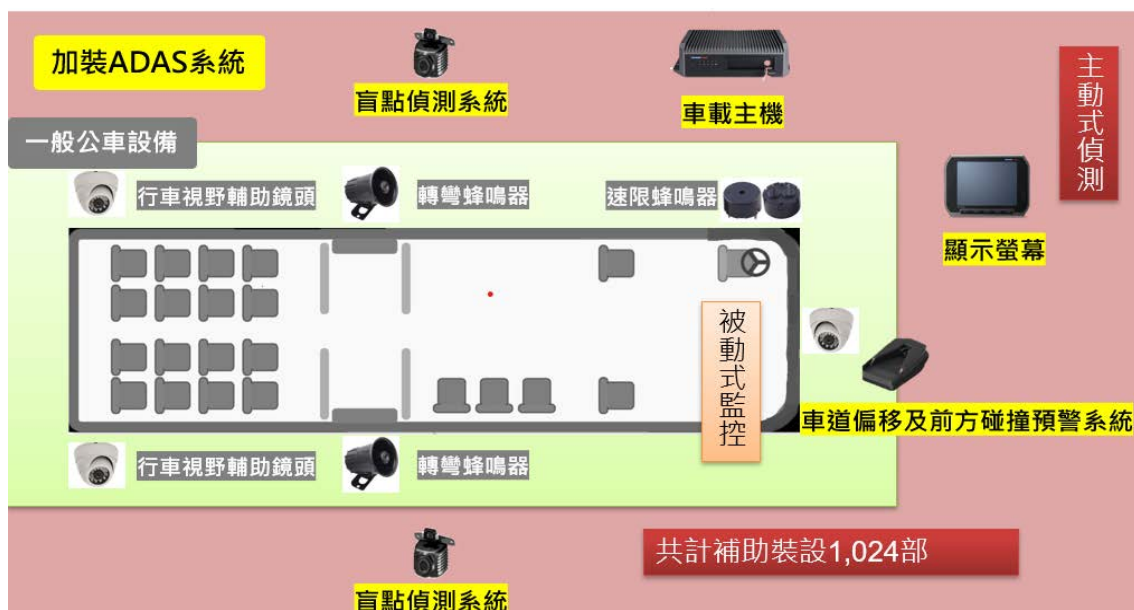 加裝ADAS系統
盲點偵測系統
車載主機
主動式偵測
一般公車設備
行車視野輔助鏡頭
轉彎蜂鳴器
速限蜂鳴器
顯示螢幕
被動式監控
車道偏移及前方碰撞預警系統
行車視野輔助鏡頭
轉彎蜂鳴器
共計補助裝設1,024部
盲點偵測系統